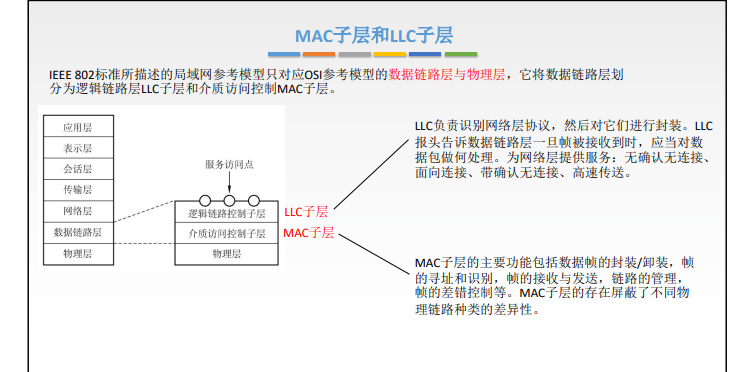 MAC子层和LLC子层
IEEE 802标准所描述的局域网参考模型只对应OSI参考模型的数据链路层与物理层，它将数据链路层划
分为逻辑链路层LLC子层和介质访问控制MAC子层。
应用层
表示层
会话层
传输层
网络层
数据链路层
物理层
服务访问点
逻辑链路控制子层
介质访问控制子层
物理层
LLC子层
MAC子层
LLC负责识别网络层协议，然后对它们进行封装。LLC
报头告诉数据链路层一旦帧被接收到时，应当对数
据包做何处理。为网络层提供服务：无确认无连接、
面向连接、带确认无连接、高速传送。
MAC子层的主要功能包括数据帧的封装/卸装，帧
的寻址和识别，帧的接收与发送，链路的管理，
帧的差错控制等。MAC子层的存在屏蔽了不同物
理链路种类的差异性。